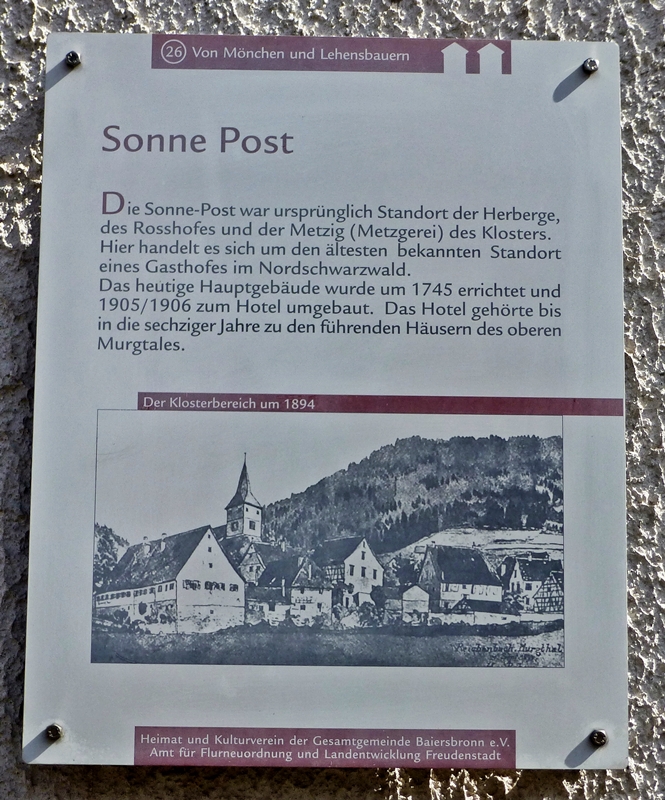 26 Von Mönchen und Lehensbauern
Sonne Post
Die Sonne-Post war ursprünglich Standort der Herberge,
des Rosshofes und der Metzig (Metzgerei) des Klosters.
Hier handelt es sich um den ältesten bekannten Standort
eines Gasthofes im Nordschwarzwald.
Das heutige Hauptgebäude wurde um 1745 errichtet und
1905/1906 zum Hotel umgebaut. Das Hotel gehörte bis
in die sechziger Jahre zu den führenden Häusern des oberen
Murgtales.
Der Klosterbereich um 1894
Reichenbach. Murgthal
Heimat und Kulturverein der Gesamtgemeinde Baiersbronn e.V.
Amt für Flurneuordnung und Landentwicklung Freudenstadt